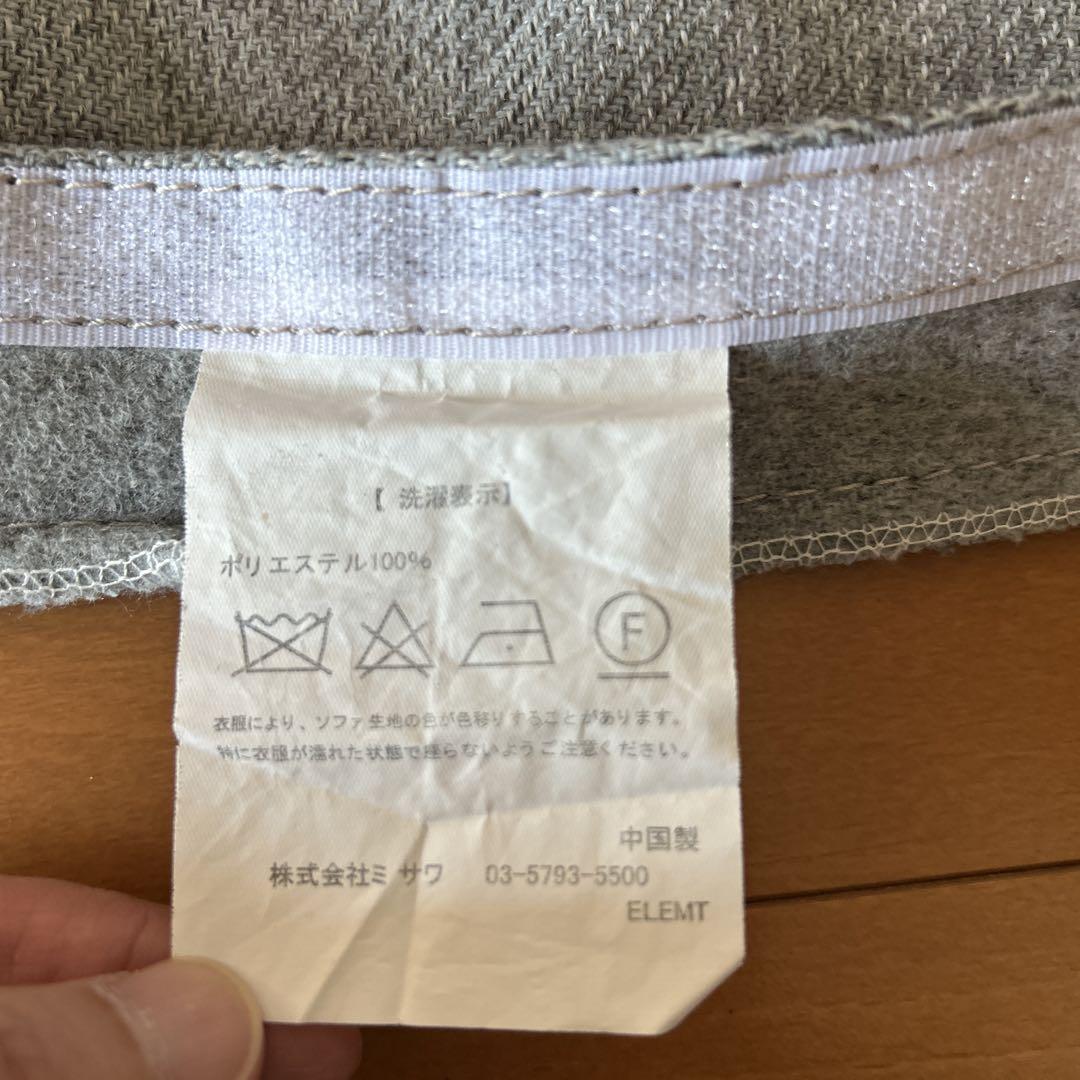 【 洗濯表示】
ポリエステル100%
F
衣服により、ソファ生地の色が色移りすることがあります。
特に衣服が濡れた状態で座らないようご注意ください。
中国製
株式会社ミサワ 03-5793-5500
ELEMT